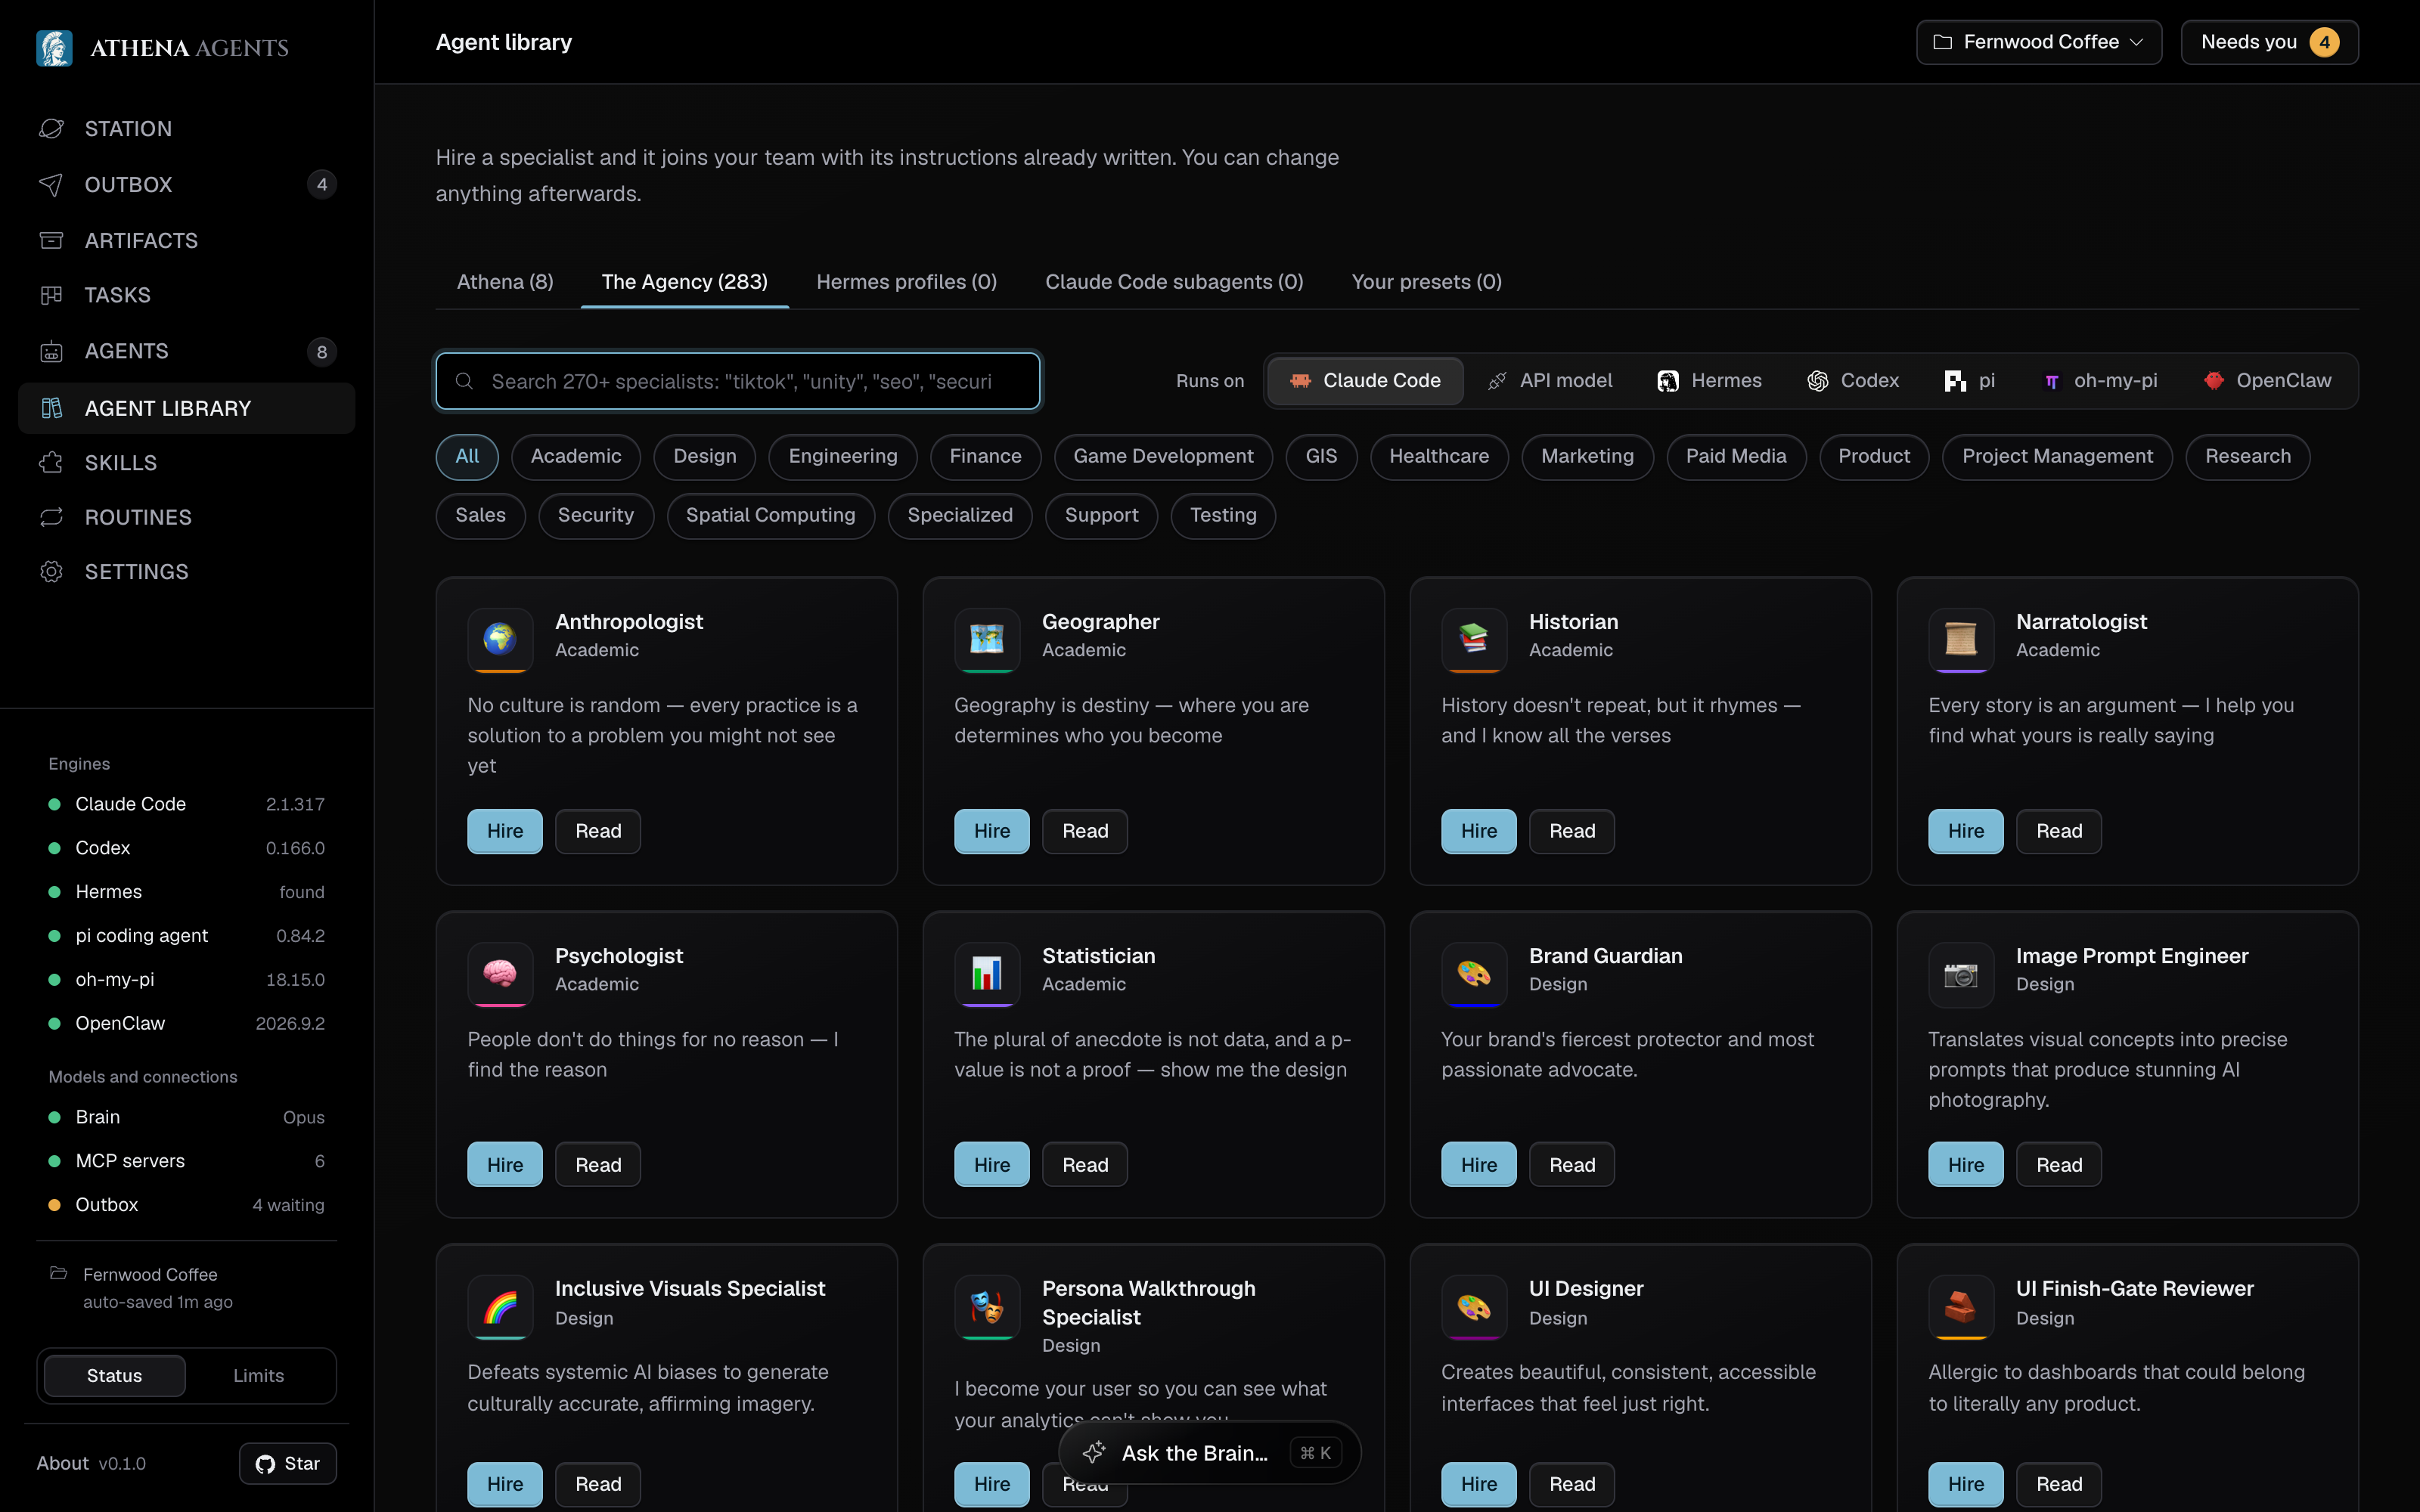 ATHENA AGENTS
STATION
OUTBOX 4
ARTIFACTS
TASKS
AGENTS 8
AGENT LIBRARY
SKILLS
ROUTINES
SETTINGS
Engines
Claude Code 2.1.317
Codex 0.166.0
Hermes found
pi coding agent 0.84.2
oh-my-pi 18.15.0
OpenClaw 2026.9.2
Models and connections
Brain Opus
MCP servers 6
Outbox 4 waiting
Fernwood Coffee
auto-saved 1m ago
Status Limits
About v0.1.0 Star
Agent library
Fernwood Coffee
Needs you 4
Hire a specialist and it joins your team with its instructions already written. You can change
anything afterwards.
Athena (8) The Agency (283) Hermes profiles (0) Claude Code subagents (0) Your presets (0)
Search 270+ specialists: "tiktok", "unity", "seo", "securi
Runs on Claude Code API model Hermes Codex pi oh-my-pi OpenClaw
All Academic Design Engineering Finance Game Development GIS Healthcare Marketing Paid Media Product Project Management Research
Sales Security Spatial Computing Specialized Support Testing
Anthropologist
Academic
No culture is random — every practice is a
solution to a problem you might not see
yet
Hire Read
Geographer
Academic
Geography is destiny — where you are
determines who you become
Hire Read
Historian
Academic
History doesn't repeat, but it rhymes —
and I know all the verses
Hire Read
Narratologist
Academic
Every story is an argument — I help you
find what yours is really saying
Hire Read
Psychologist
Academic
People don't do things for no reason — I
find the reason
Hire Read
Statistician
Academic
The plural of anecdote is not data, and a p-
value is not a proof — show me the design
Hire Read
Brand Guardian
Design
Your brand's fiercest protector and most
passionate advocate.
Hire Read
Image Prompt Engineer
Design
Translates visual concepts into precise
prompts that produce stunning AI
photography.
Hire Read
Inclusive Visuals Specialist
Design
Defeats systemic AI biases to generate
culturally accurate, affirming imagery.
Hire Read
Persona Walkthrough
Specialist
Design
I become your user so you can see what
your analytics can't show you
Hire Read
UI Designer
Design
Creates beautiful, consistent, accessible
interfaces that feel just right.
Hire Read
UI Finish-Gate Reviewer
Design
Allergic to dashboards that could belong
to literally any product.
Hire Read
Ask the Brain... ⌘ K